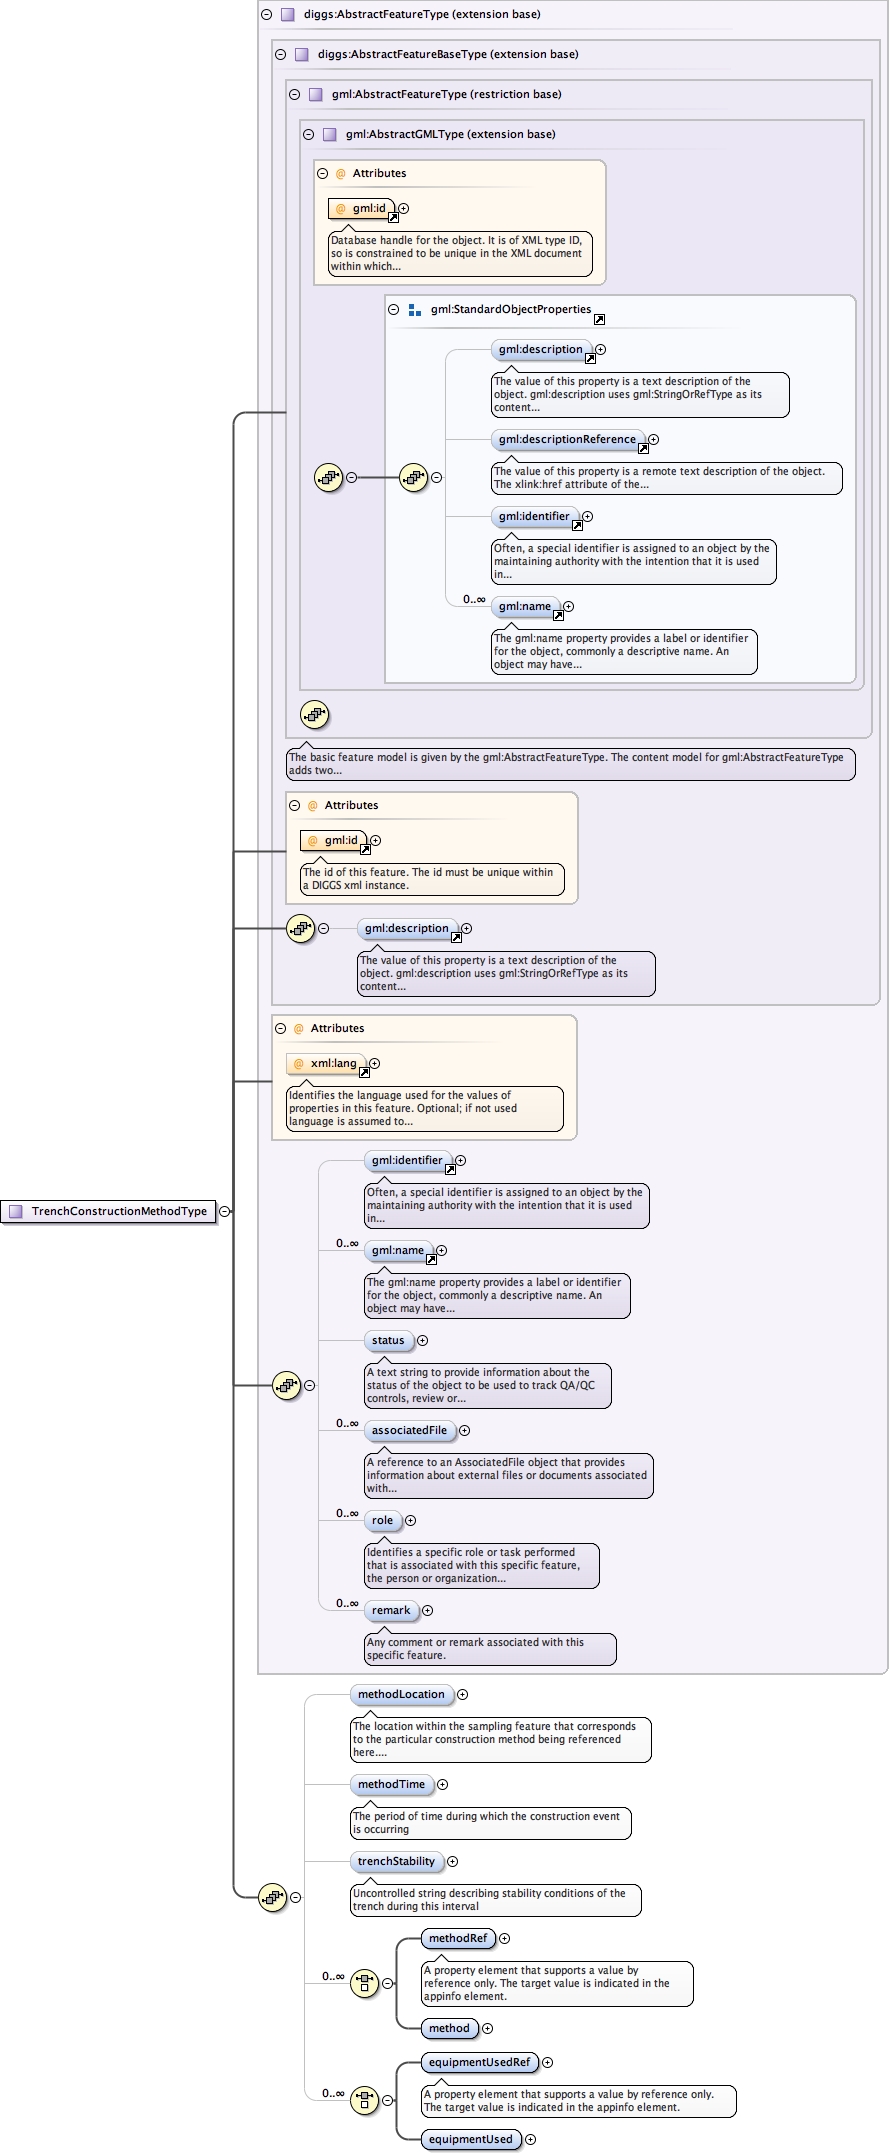 diggs:AbstractFeatureType (extension base)
diggs:AbstractFeatureBaseType (extension base)
gml:AbstractFeatureType (restriction base)
gml:AbstractGMLType (extension base)
@ Attributes
@ gml:id
Database handle for the object. It is of XML type ID,
so is constrained to be unique in the XML document
within which...
gml:StandardObjectProperties
gml:description
The value of this property is a text description of the
object. gml:description uses gml:StringOrRefType as its
content...
gml:descriptionReference
The value of this property is a remote text description of the object.
The xlink:href attribute of the...
gml:identifier
Often, a special identifier is assigned to an object by the
maintaining authority with the intention that it is used
in...
0..∞
gml:name
The gml:name property provides a label or identifier
for the object, commonly a descriptive name. An
object may have...
The basic feature model is given by the gml:AbstractFeatureType. The content model for gml:AbstractFeatureType
adds two...
@ Attributes
@ gml:id
The id of this feature. The id must be unique within
a DIGGS xml instance.
gml:description
The value of this property is a text description of the
object. gml:description uses gml:StringOrRefType as its
content...
@ Attributes
@ xml:lang
Identifies the language used for the values of
properties in this feature. Optional; if not used
language is assumed to...
gml:identifier
Often, a special identifier is assigned to an object by the
maintaining authority with the intention that it is used
in...
TrenchConstructionMethodType
0..∞
gml:name
The gml:name property provides a label or identifier
for the object, commonly a descriptive name. An
object may have...
status
A text string to provide information about the
status of the object to be used to track QA/QC
controls, review or...
0..∞
associatedFile
A reference to an AssociatedFile object that provides
information about external files or documents associated
with...
0..∞
role
Identifies a specific role or task performed
that is associated with this specific feature,
the person or organization...
0..∞
remark
Any comment or remark associated with this
specific feature.
methodLocation
The location within the sampling feature that corresponds
to the particular construction method being referenced
here....
methodTime
The period of time during which the construction event
is occurring
trenchStability
Uncontrolled string describing stability conditions of the
trench during this interval
methodRef
A property element that supports a value by
reference only. The target value is indicated in the
appinfo element.
0..∞
method
equipmentUsedRef
A property element that supports a value by reference only.
The target value is indicated in the appinfo element.
0..∞
equipmentUsed